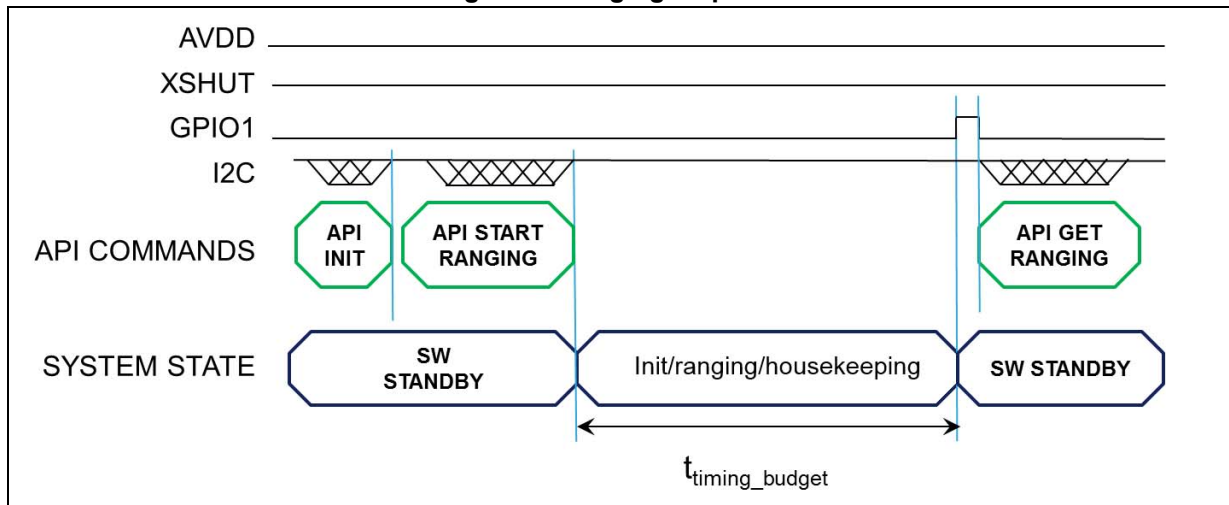 AVDD
XSHUT
GPIO1
I2C
API COMMANDS
API
INIT
API START
RANGING
API GET
RANGING
SYSTEM STATE
SW
STANDBY
Init/ranging/housekeeping
SW STANDBY
t timing_budget